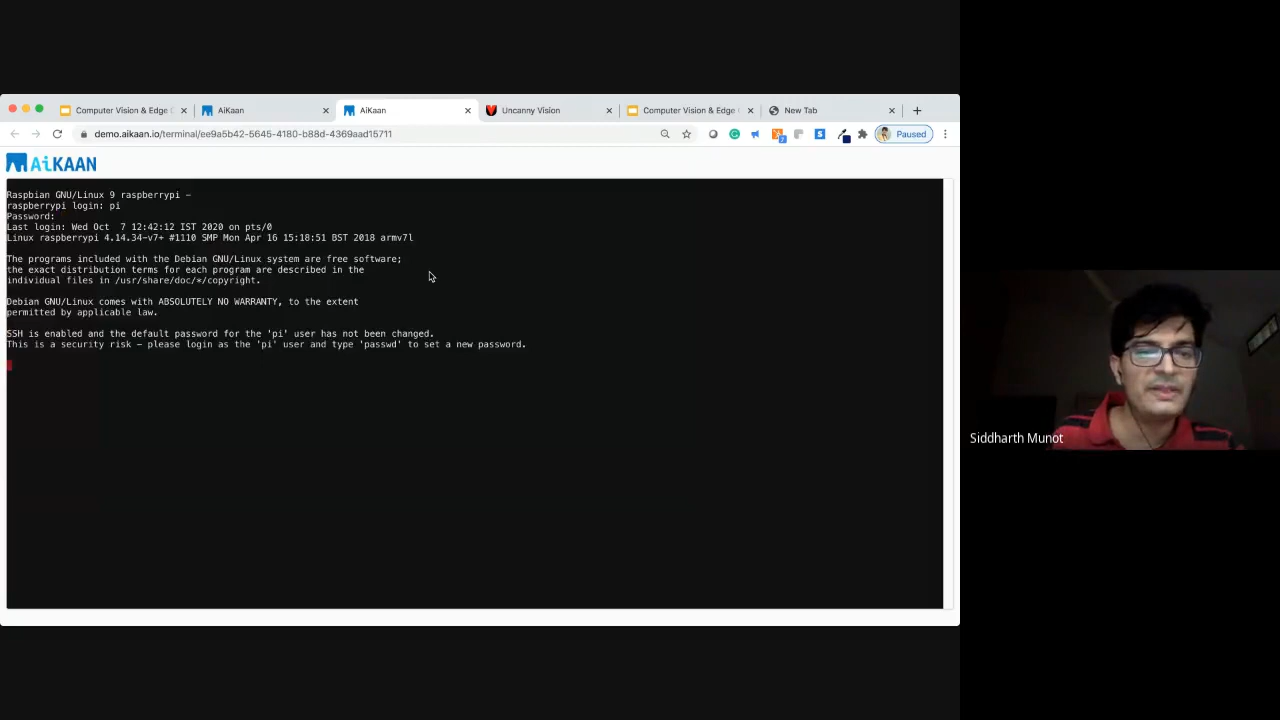 Computer Vision & Edge
AiKaan
AiKaan
Uncanny Vision
Computer Vision & Edge
New Tab
demo.aikaan.io/terminal/ee9a5b42-5645-4180-b88d-4369aad15711
Paused
AiKAAN
Raspbian GNU/Linux 9 raspberrypi -
raspberrypi login: pi
Password:
Last login: Wed Oct  7 12:42:12 IST 2020 on pts/0
Linux raspberrypi 4.14.34-v7+ #1110 SMP Mon Apr 16 15:18:51 BST 2018 armv7l
The programs included with the Debian GNU/Linux system are free software;
the exact distribution terms for each program are described in the
individual files in /usr/share/doc/*/copyright.
Debian GNU/Linux comes with ABSOLUTELY NO WARRANTY, to the extent
permitted by applicable law.
SSH is enabled and the default password for the 'pi' user has not been changed.
This is a security risk - please login as the 'pi' user and type 'passwd' to set a new password.
Siddharth Munot